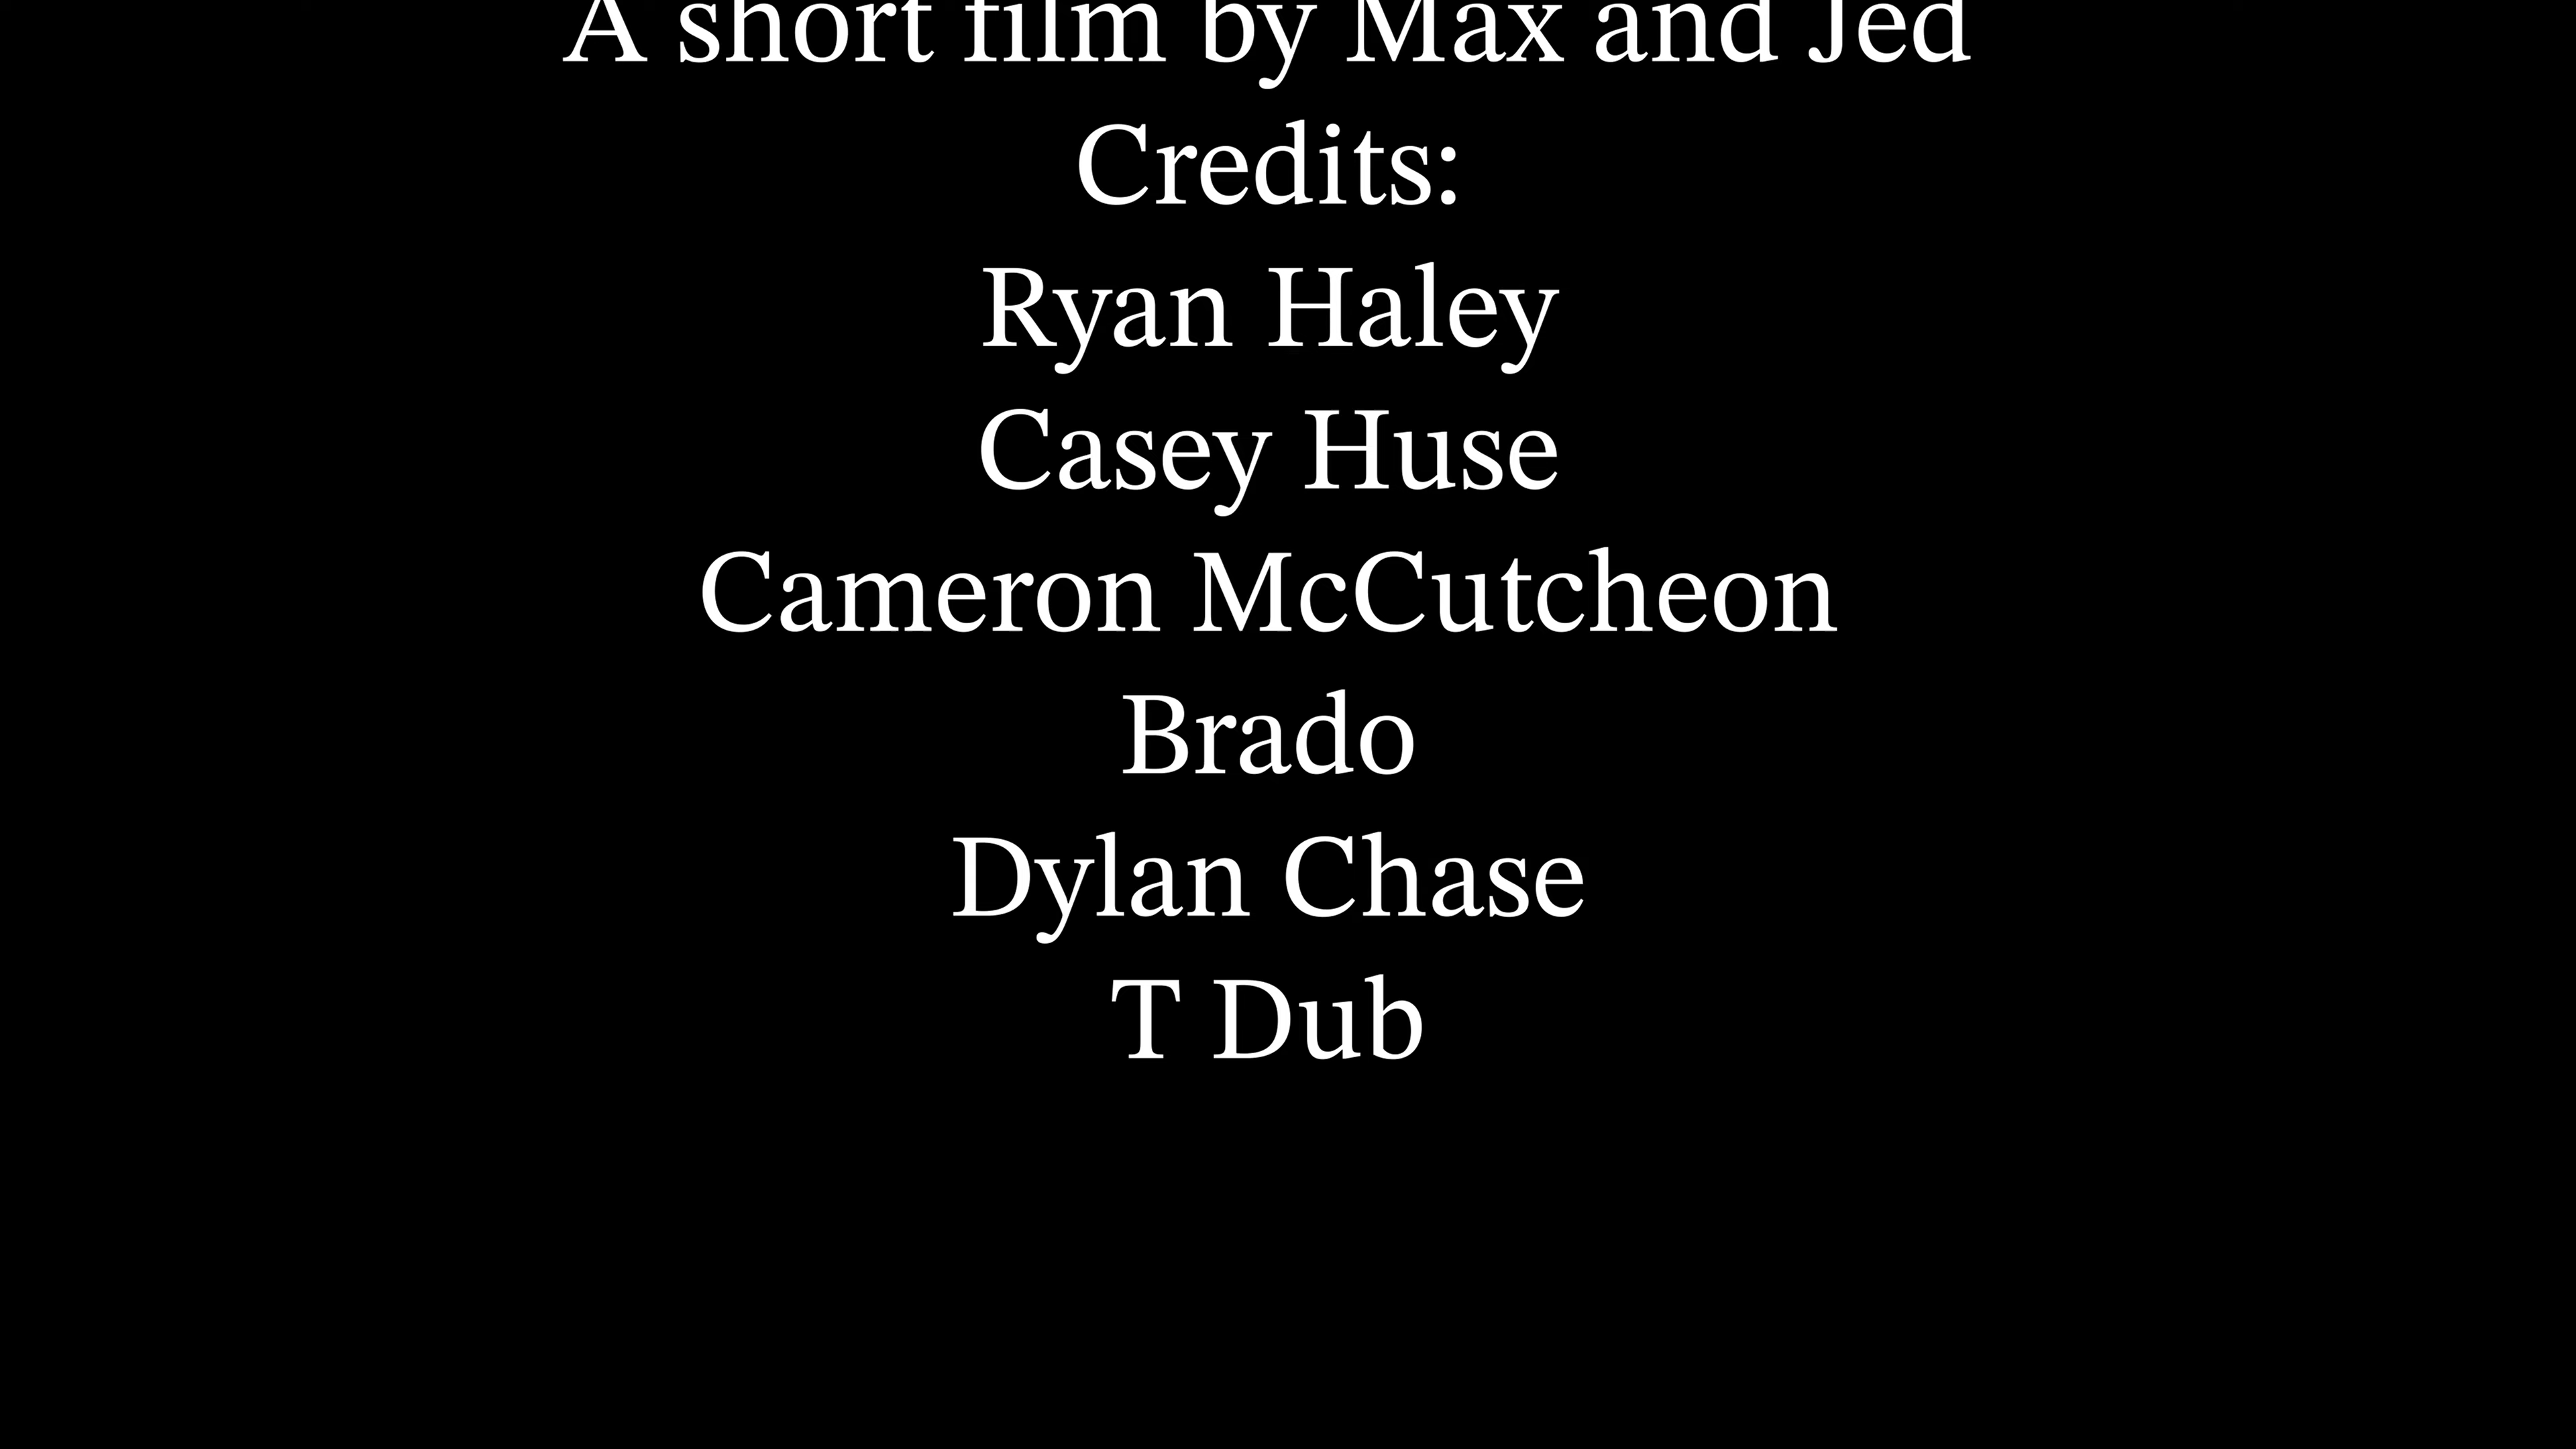 A short film by Max and Jed
Credits:
Ryan Haley
Casey Huse
Cameron McCutcheon
Brado
Dylan Chase
T Dub